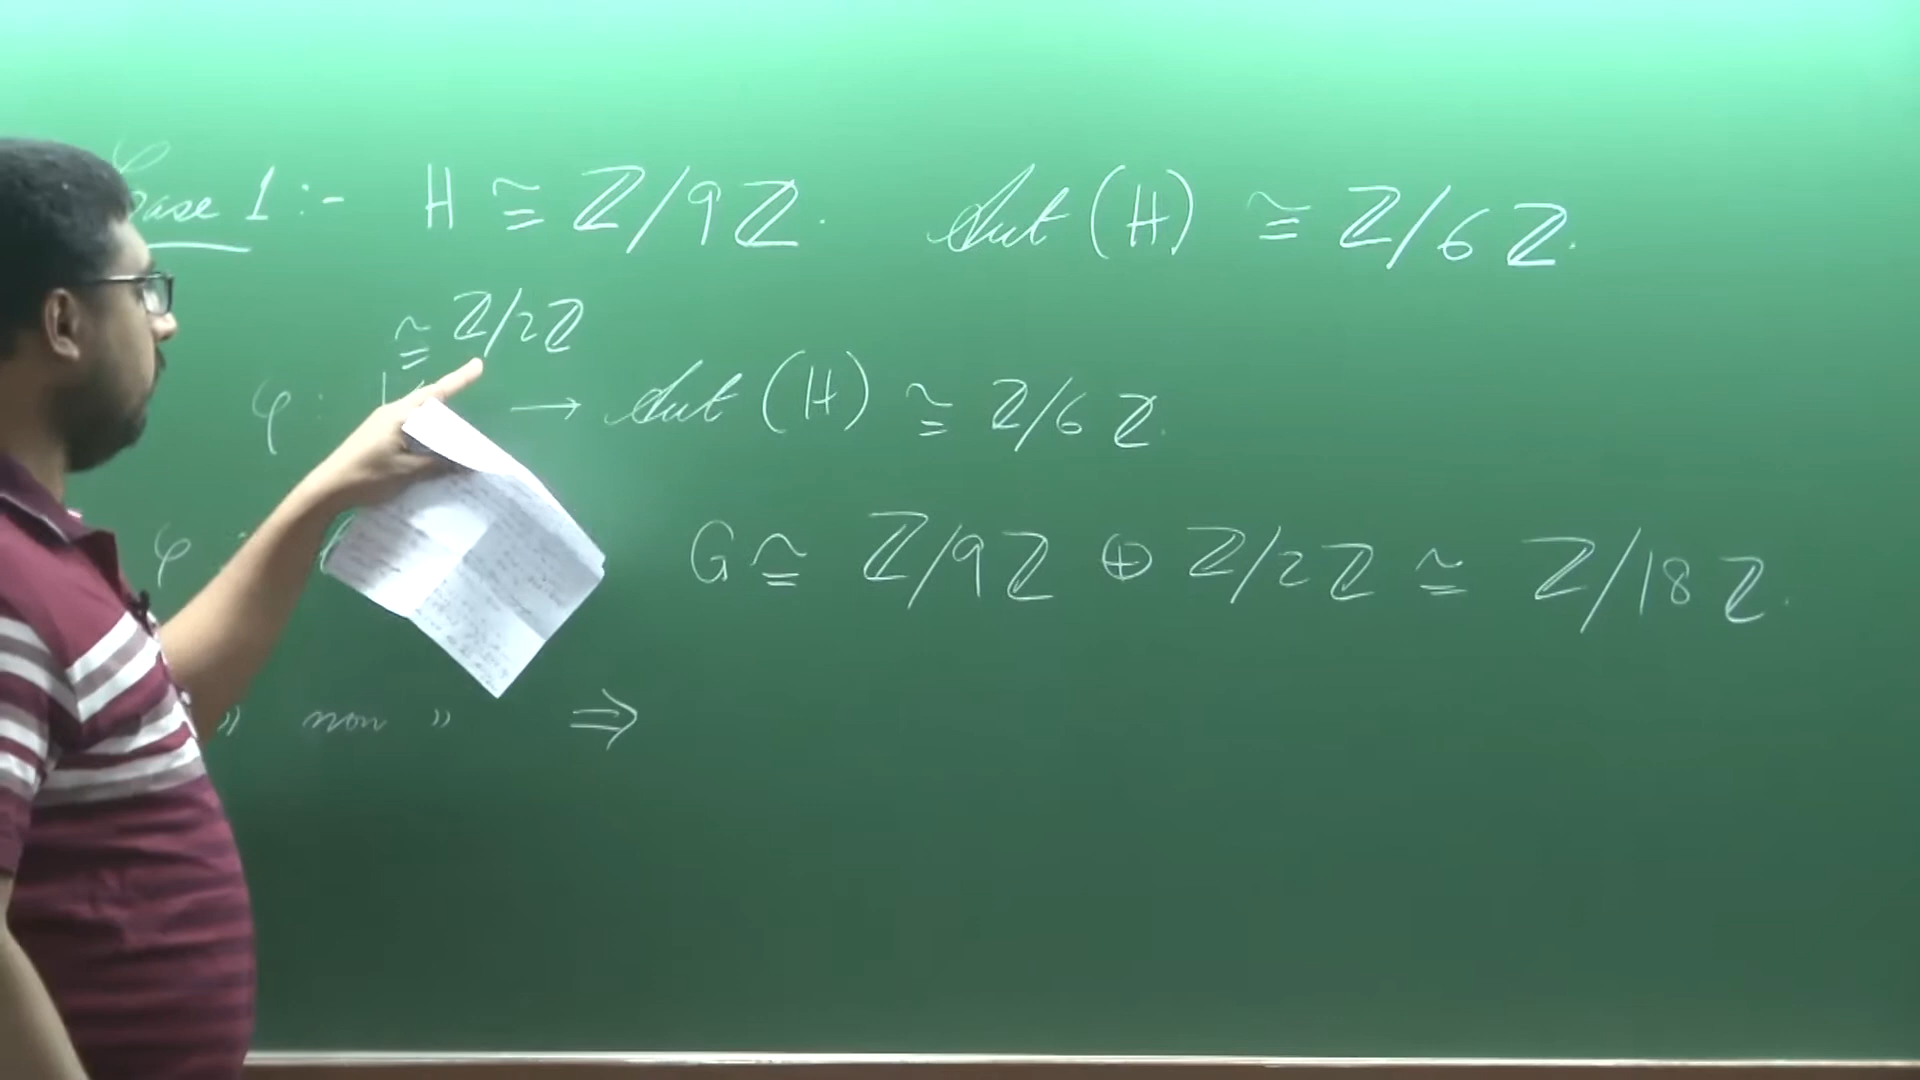 Case 1 :- H ≅ ℤ/9ℤ. Aut (H) ≅ ℤ/6ℤ.
≅ ℤ/2ℤ
φ : → Aut (H) ≅ ℤ/6ℤ.
φ G ≅ ℤ/9ℤ ⊕ ℤ/2ℤ ≅ ℤ/18ℤ.
" non " ⇒